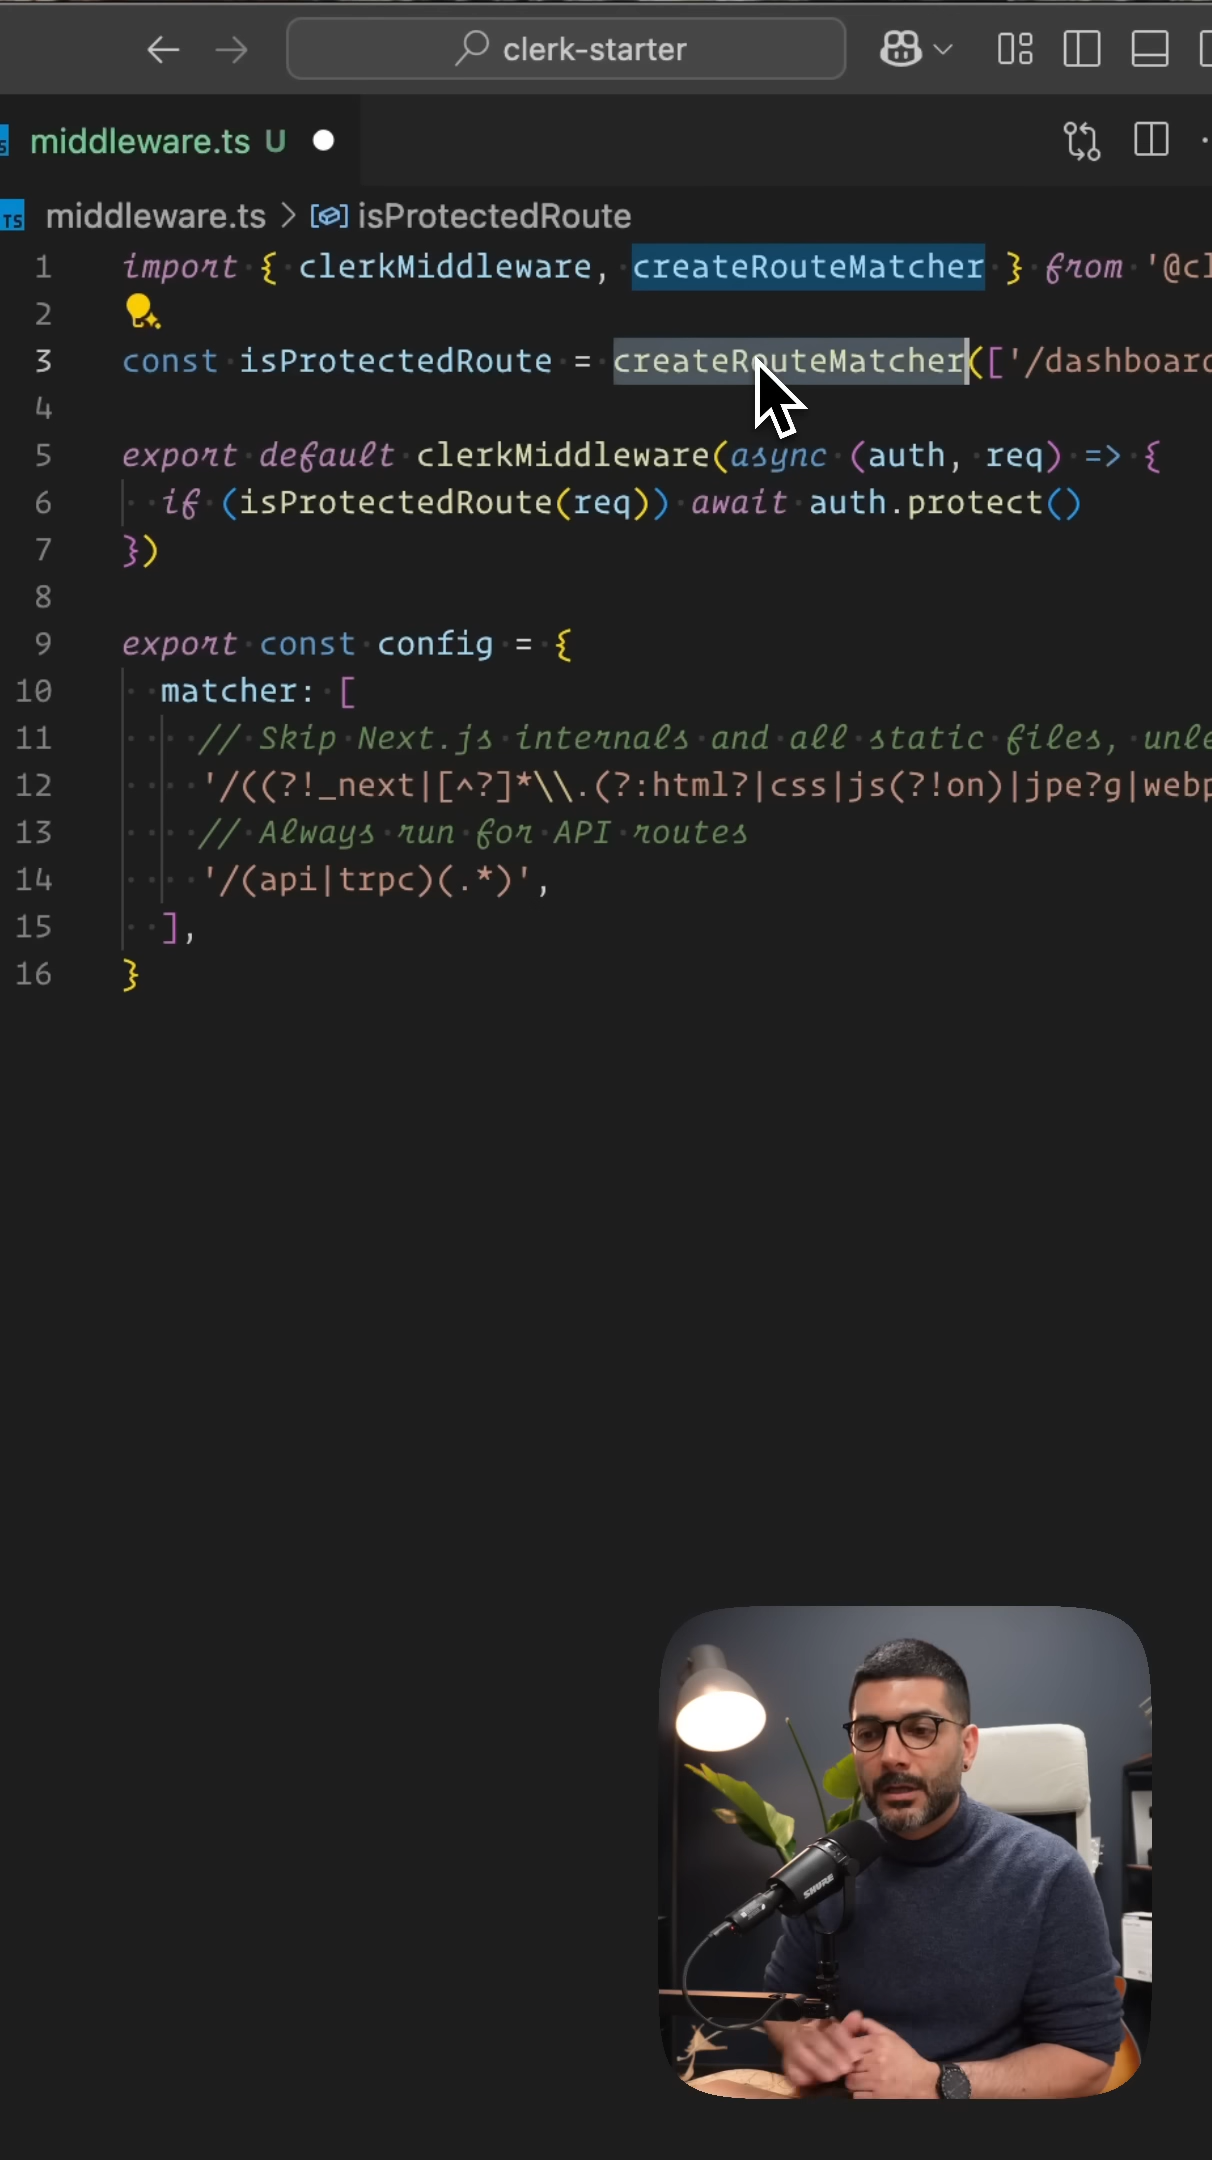 clerk-starter
middleware.ts U
TS middleware.ts > isProtectedRoute
1 import { clerkMiddleware, createRouteMatcher } from '@cl
2
3 const isProtectedRoute = createRouteMatcher(['/dashboard
4
5 export default clerkMiddleware(async (auth, req) => {
6 if (isProtectedRoute(req)) await auth.protect()
7 })
8
9 export const config = {
10 matcher: [
11 // Skip Next.js internals and all static files, unle
12 '/((?!_next|[^?]*\\.(?:html?|css|js(?!on)|jpe?g|webp
13 // Always run for API routes
14 '/(api|trpc)(.*)',
15 ],
16 }
SHURE